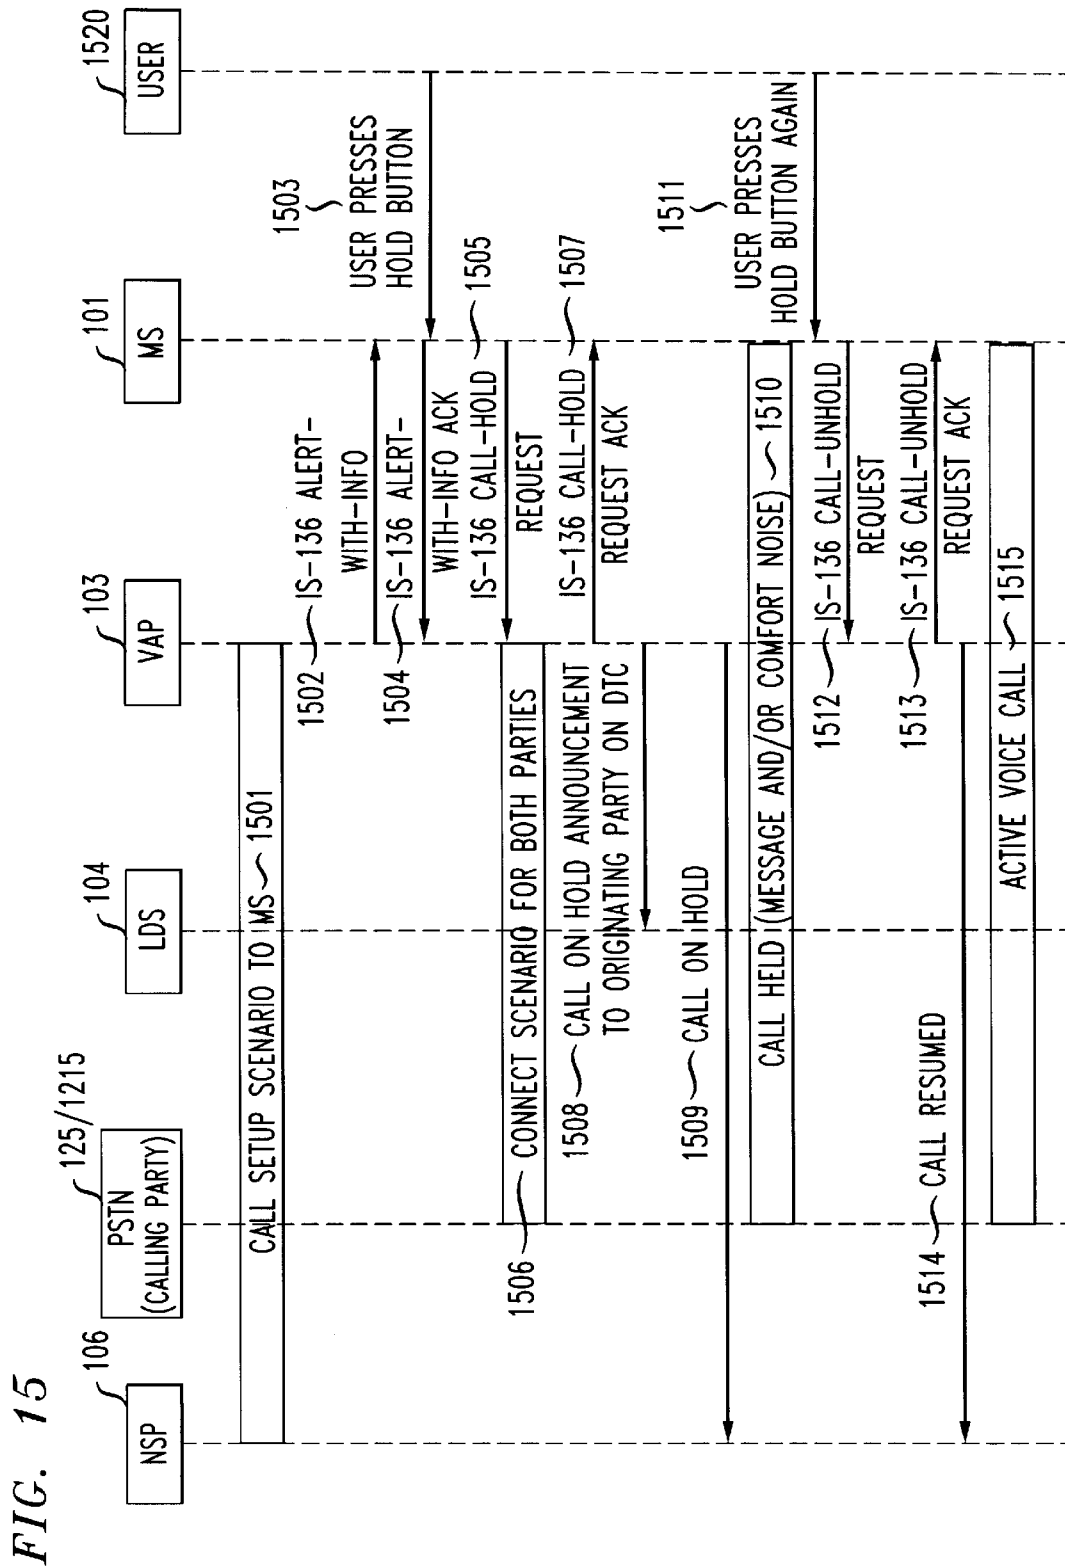 FIG. 15
106
NSP
125/1215
PSTN
(CALLING PARTY)
104
LDS
103
VAP
101
MS
1520
USER
CALL SETUP SCENARIO TO MS
1501
1502
IS-136 ALERT-
WITH-INFO
1503
USER PRESSES
HOLD BUTTON
1504
IS-136 ALERT-
WITH-INFO ACK
IS-136 CALL-HOLD
1505
REQUEST
1506
CONNECT SCENARIO FOR BOTH PARTIES
IS-136 CALL-HOLD
1507
REQUEST ACK
1508
CALL ON HOLD ANNOUNCEMENT
TO ORIGINATING PARTY ON DTC
1509
CALL ON HOLD
CALL HELD (MESSAGE AND/OR COMFORT NOISE)
1510
1511
USER PRESSES
HOLD BUTTON AGAIN
1512
IS-136 CALL-UNHOLD
REQUEST
1513
IS-136 CALL-UNHOLD
REQUEST ACK
1514
CALL RESUMED
ACTIVE VOICE CALL
1515